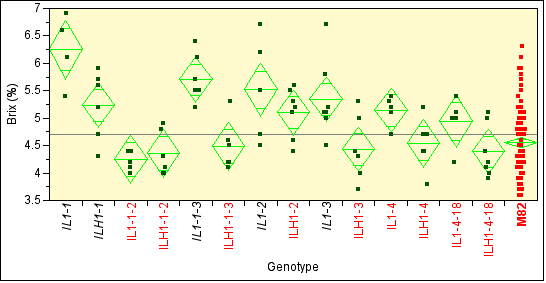 7
6.5
6
5.5
5
4.5
4
3.5
Brix (%)
IL1-1
ILH1-1
IL1-1-2
ILH1-1-2
IL1-1-3
ILH1-1-3
IL1-2
ILH1-2
IL1-3
ILH1-3
IL1-4
ILH1-4
IL1-4-18
ILH1-4-18
M82
Genotype